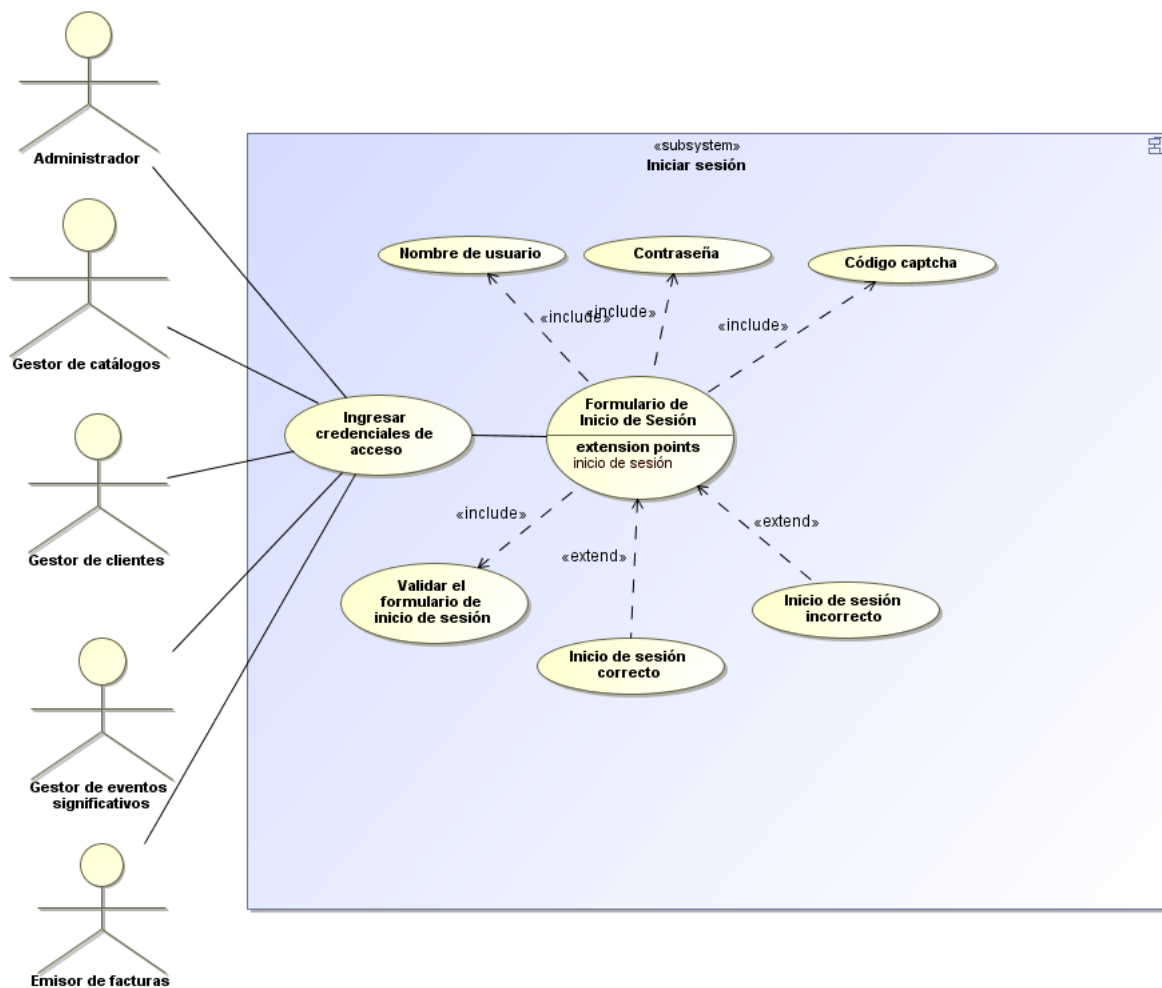 Administrador
«subsystem»
Iniciar sesión
Gestor de catálogos
Nombre de usuario
Contraseña
Código captcha
«include»
«include»
«include»
Formulario de
Inicio de Sesión
extension points
inicio de sesión
Ingresar
credenciales de
acceso
Gestor de clientes
«include»
«extend»
«extend»
Validar el
formulario de
inicio de sesión
Inicio de sesión
correcto
Inicio de sesión
incorrecto
Gestor de eventos
significativos
Emisor de facturas